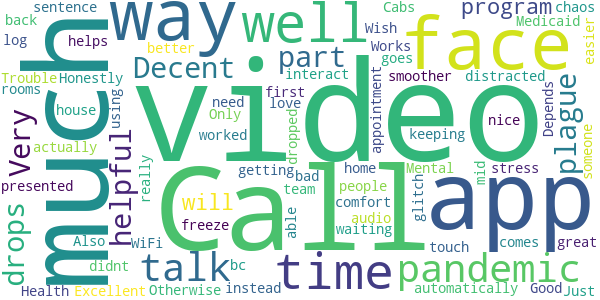 sentence
back
log
helps
Trouble
Honestly
rooms
house
much
Very
actually
presented
drops
Also
didnt
Health
Excellent
way
well
face
program
Cabs
chaos
Wish
Medicaid
better
Decent
part
Works
goes
easier
interact
smoother
distracted
using
need
first
Only
love
worked
dropped
appointment
keeping
nice
Depends
plague
someone
video
helpful
really
getting
bad
home
people
Mental
mid
stress
team
comfort
glitch
Call
app
will
freeze
able
audio
waiting
touch
comes
great
WiFi
talk
time
pandemic
bc
Otherwise
instead
automatically
Good
Just